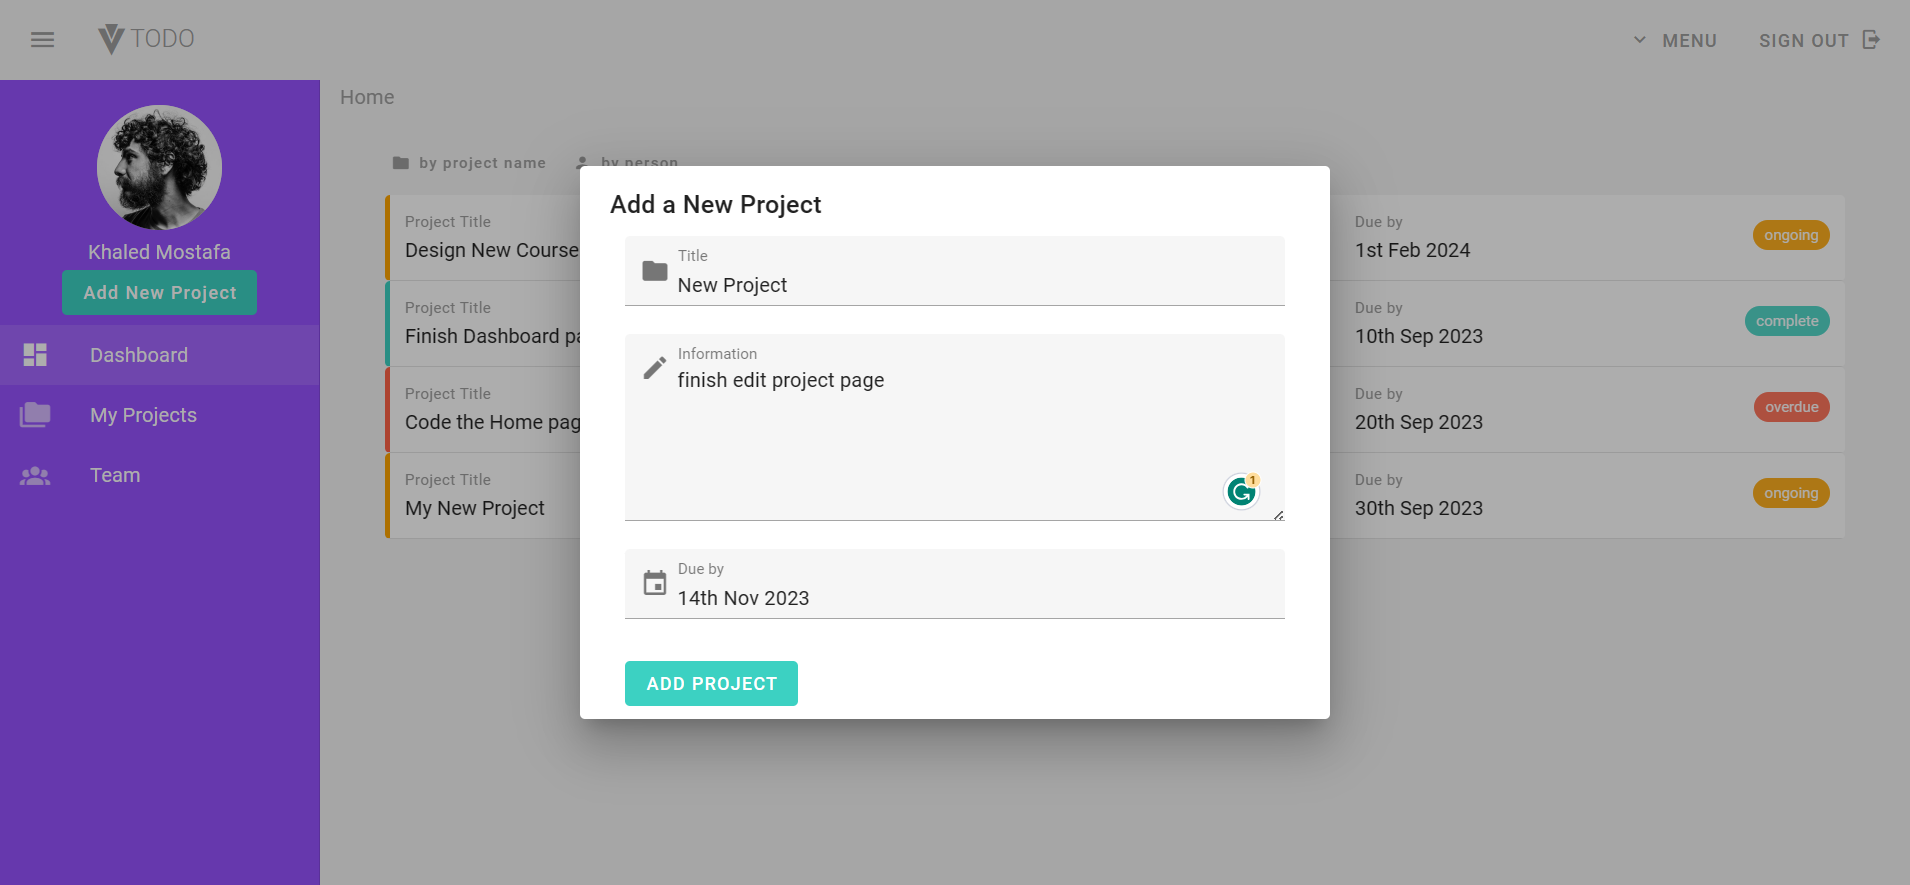 TODO
MENU
SIGN OUT
Khaled Mostafa
Add New Project
Dashboard
My Projects
Team
Home
by project name
by person
Project Title
Design New Course
Due by
1st Feb 2024
ongoing
Project Title
Finish Dashboard pa
Due by
10th Sep 2023
complete
Project Title
Code the Home pag
Due by
20th Sep 2023
overdue
Project Title
My New Project
Due by
30th Sep 2023
ongoing
Add a New Project
Title
New Project
Information
finish edit project page
1
Due by
14th Nov 2023
ADD PROJECT